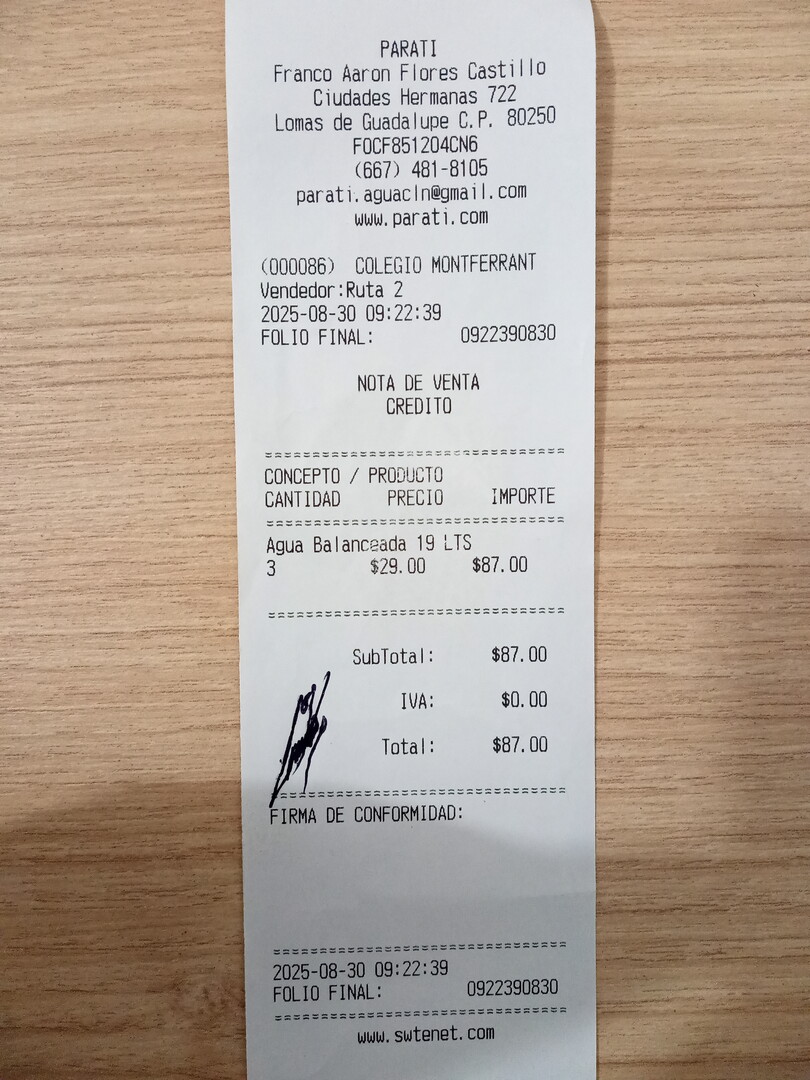 PARATI
Franco Aaron Flores Castillo
Ciudades Hermanas 722
Lomas de Guadalupe C.P. 80250
FOCF851204CN6
(667) 481-8105
parati.aguacln@gmail.com
www.parati.com
(000086) COLEGIO MONTFERRANT
Vendedor:Ruta 2
2025-08-30 09:22:39
FOLIO FINAL: 0922390830
NOTA DE VENTA
CREDITO
CONCEPTO / PRODUCTO
CANTIDAD PRECIO IMPORTE
Agua Balanceada 19 LTS
3 $29.00 $87.00
SubTotal: $87.00
IVA: $0.00
Total: $87.00
FIRMA DE CONFORMIDAD:
2025-08-30 09:22:39
FOLIO FINAL: 0922390830
www.swtenet.com